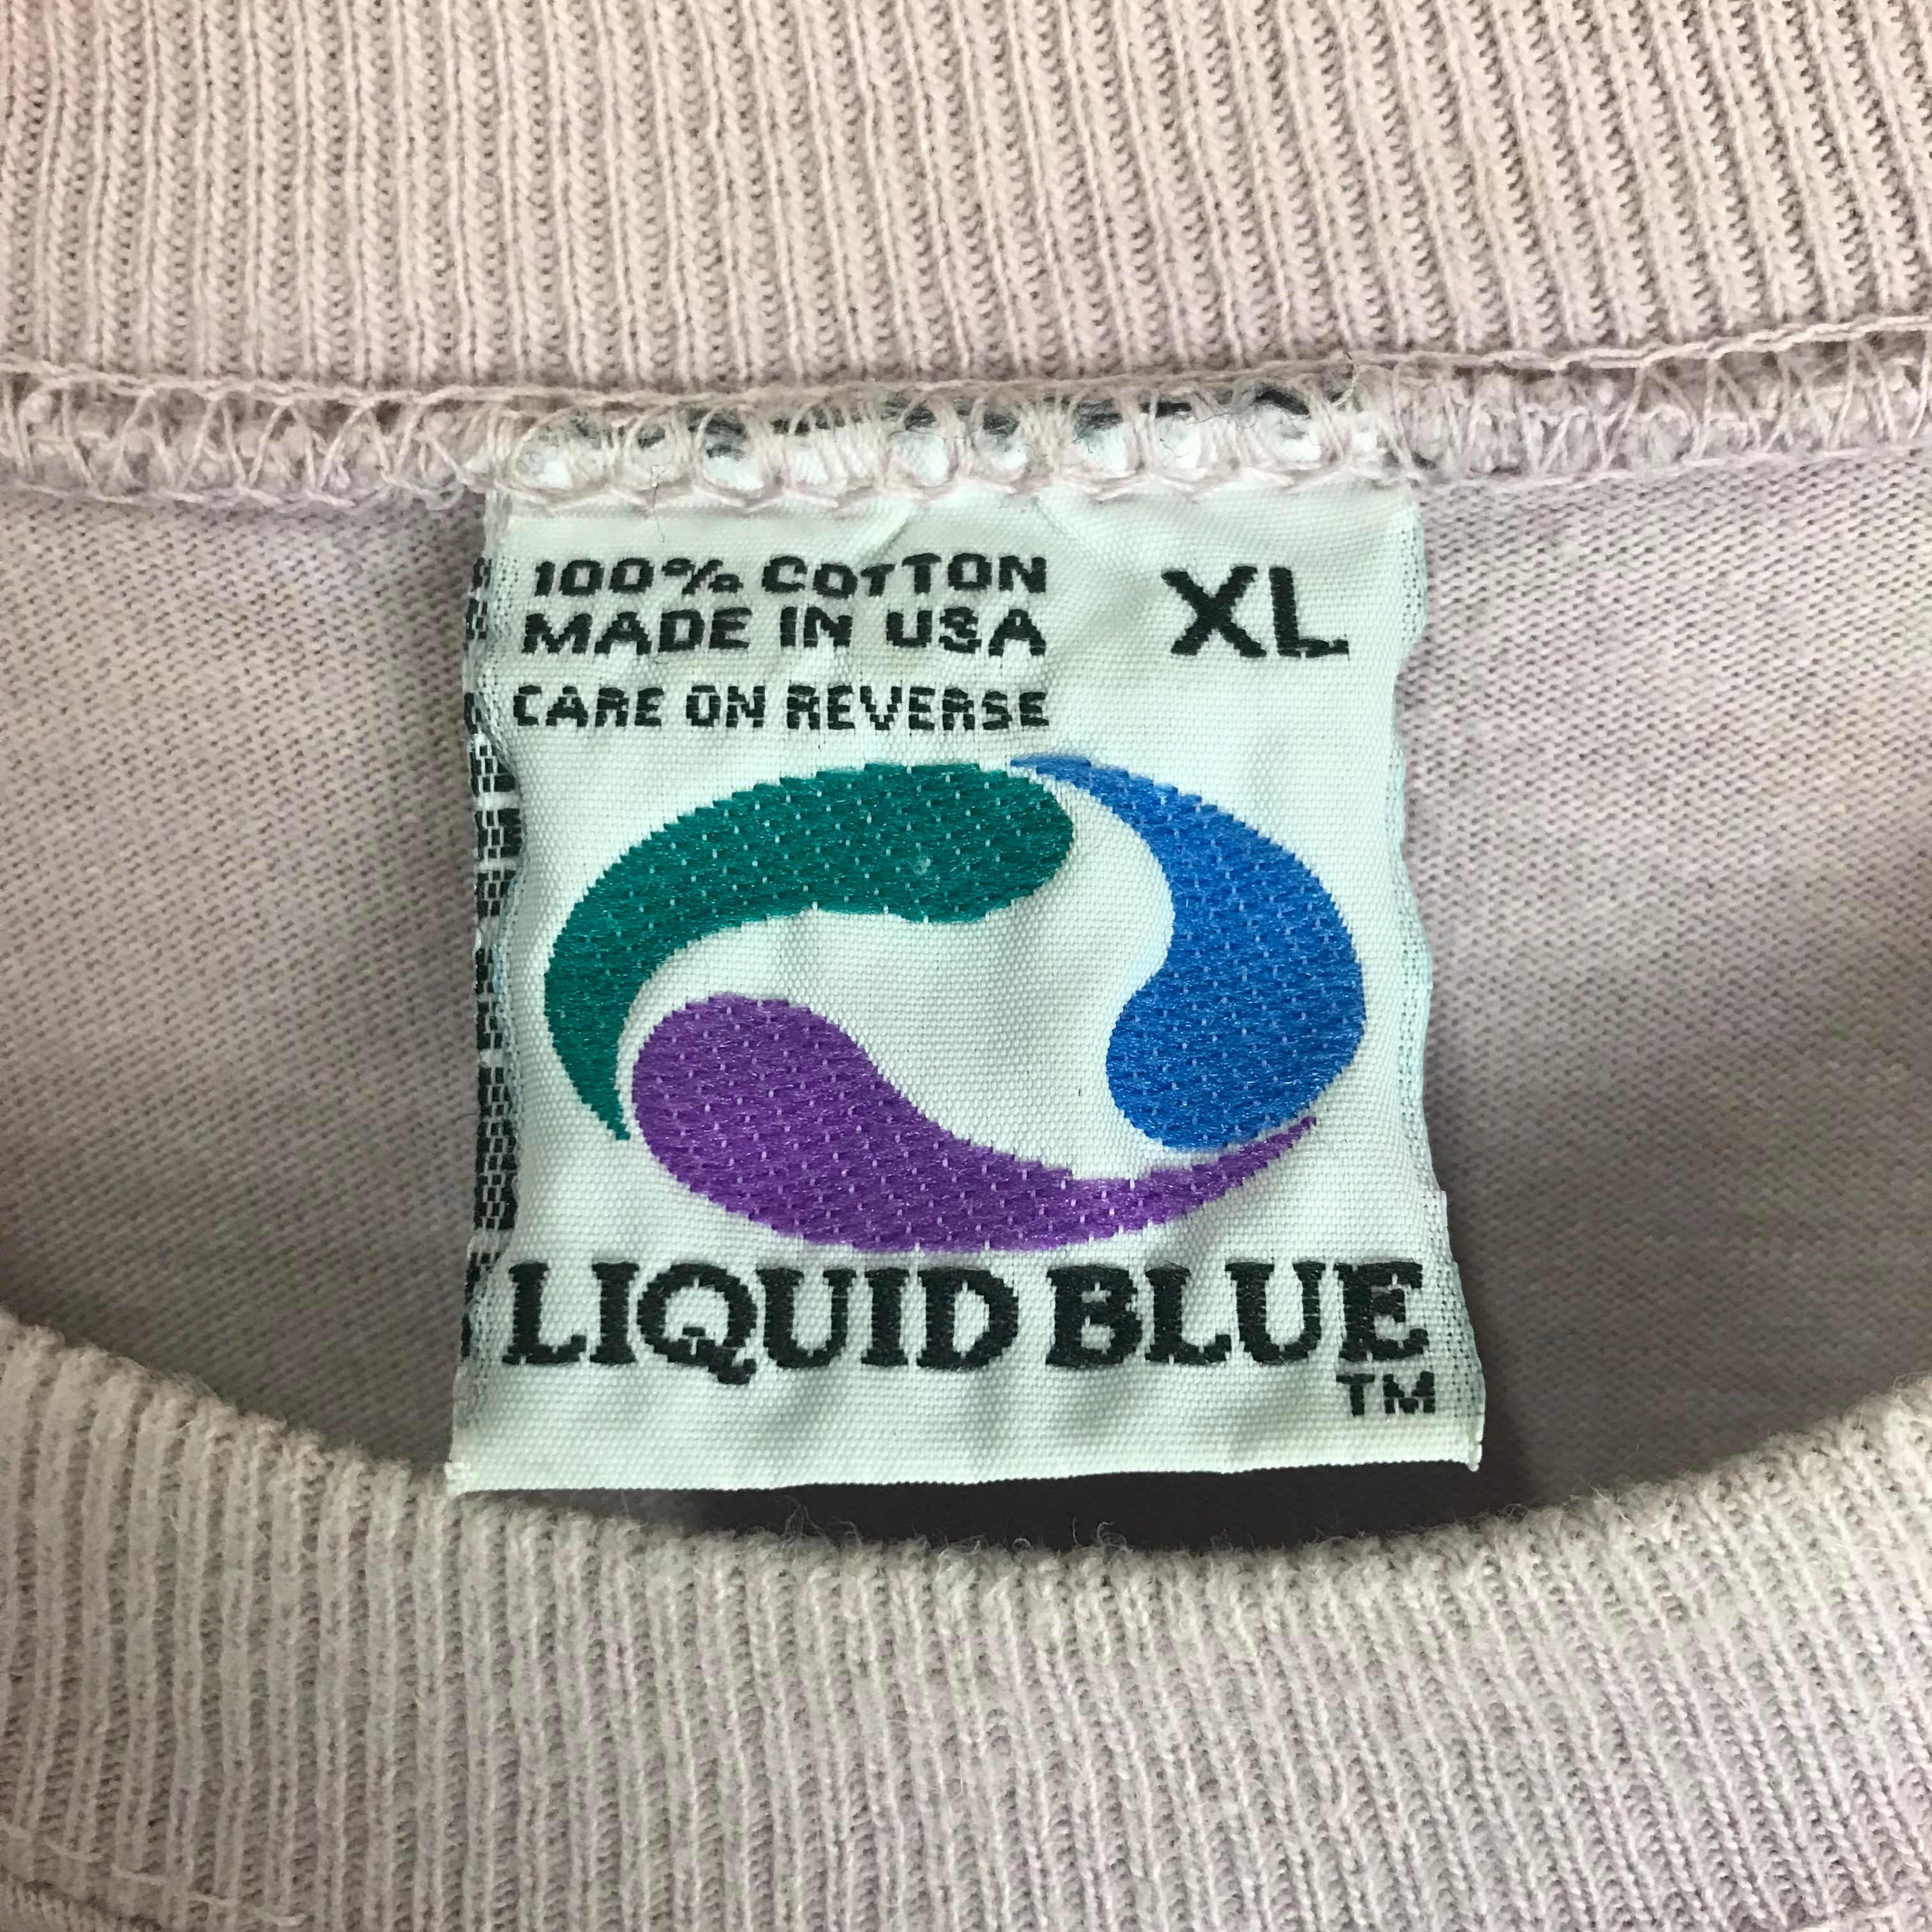 100% COTTON XL
MADE IN USA
CARE ON REVERSE
LIQUID BLUE
TM